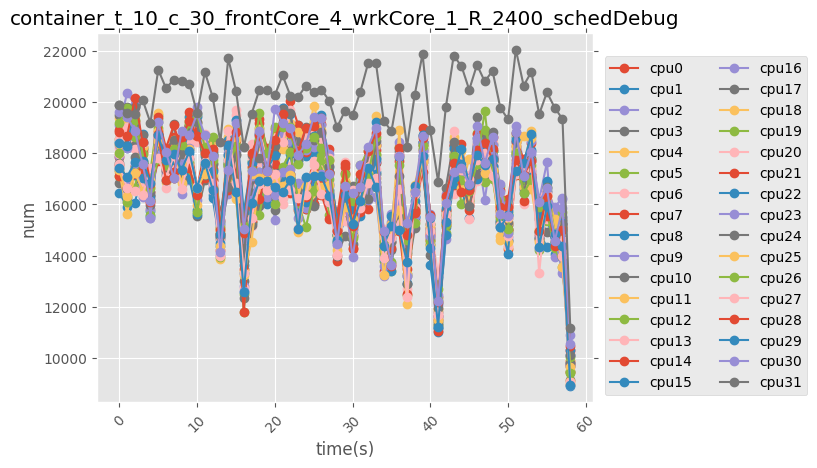 container_t_10_c_30_frontCore_4_wrkCore_1_R_2400_schedDebug
22000
20000
18000
16000
14000
12000
10000
num
0
10
20
30
40
50
60
time(s)
cpu0
cpu1
cpu2
cpu3
cpu4
cpu5
cpu6
cpu7
cpu8
cpu9
cpu10
cpu11
cpu12
cpu13
cpu14
cpu15
cpu16
cpu17
cpu18
cpu19
cpu20
cpu21
cpu22
cpu23
cpu24
cpu25
cpu26
cpu27
cpu28
cpu29
cpu30
cpu31